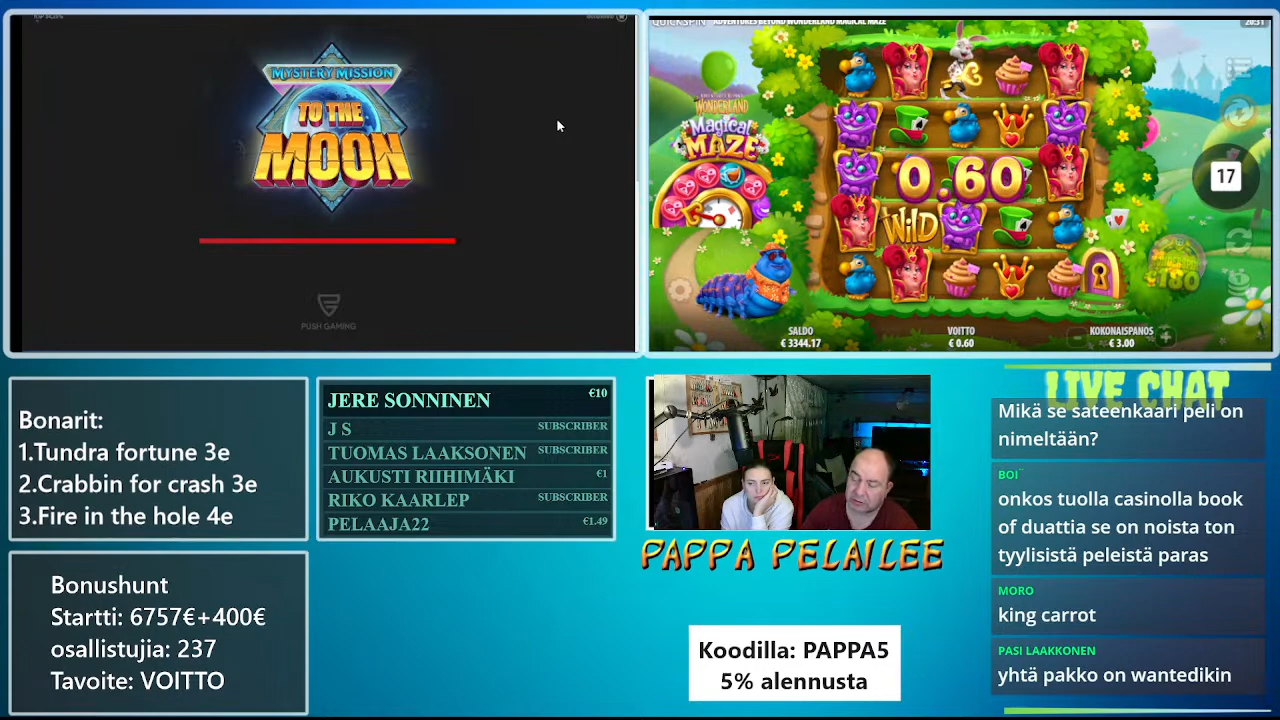 MYSTERY MISSION
TO THE
MOON
PUSH GAMING
QUICKSPIN
ADVENTURES BEYOND WONDERLAND MAGICAL MAZE
20:51
WONDERLAND
Magical
MAZE
0.60
WILD
17
180
SALDO
€ 3344.17
VOITTO
€ 0.60
KOKONAISPANOS
€ 3.00
Bonarit:
1.Tundra fortune 3e
2.Crabbin for crash 3e
3.Fire in the hole 4e
JERE SONNINEN €10
J S SUBSCRIBER
TUOMAS LAAKSONEN SUBSCRIBER
AUKUSTI RIIHIMÄKI €1
RIKO KAARLEP SUBSCRIBER
PELAAJA22 €1.49
Bonushunt
Startti: 6757€+400€
osallistujia: 237
Tavoite: VOITTO
PAPPA PELAILEE
Koodilla: PAPPA5
5% alennusta
LIVE CHAT
Mikä se sateenkaari peli on
nimeltään?
BOI¨
onkos tuolla casinolla book
of duattia se on noista ton
tyylisistä peleistä paras
MORO
king carrot
PASI LAAKKONEN
yhtä pakko on wantedikin